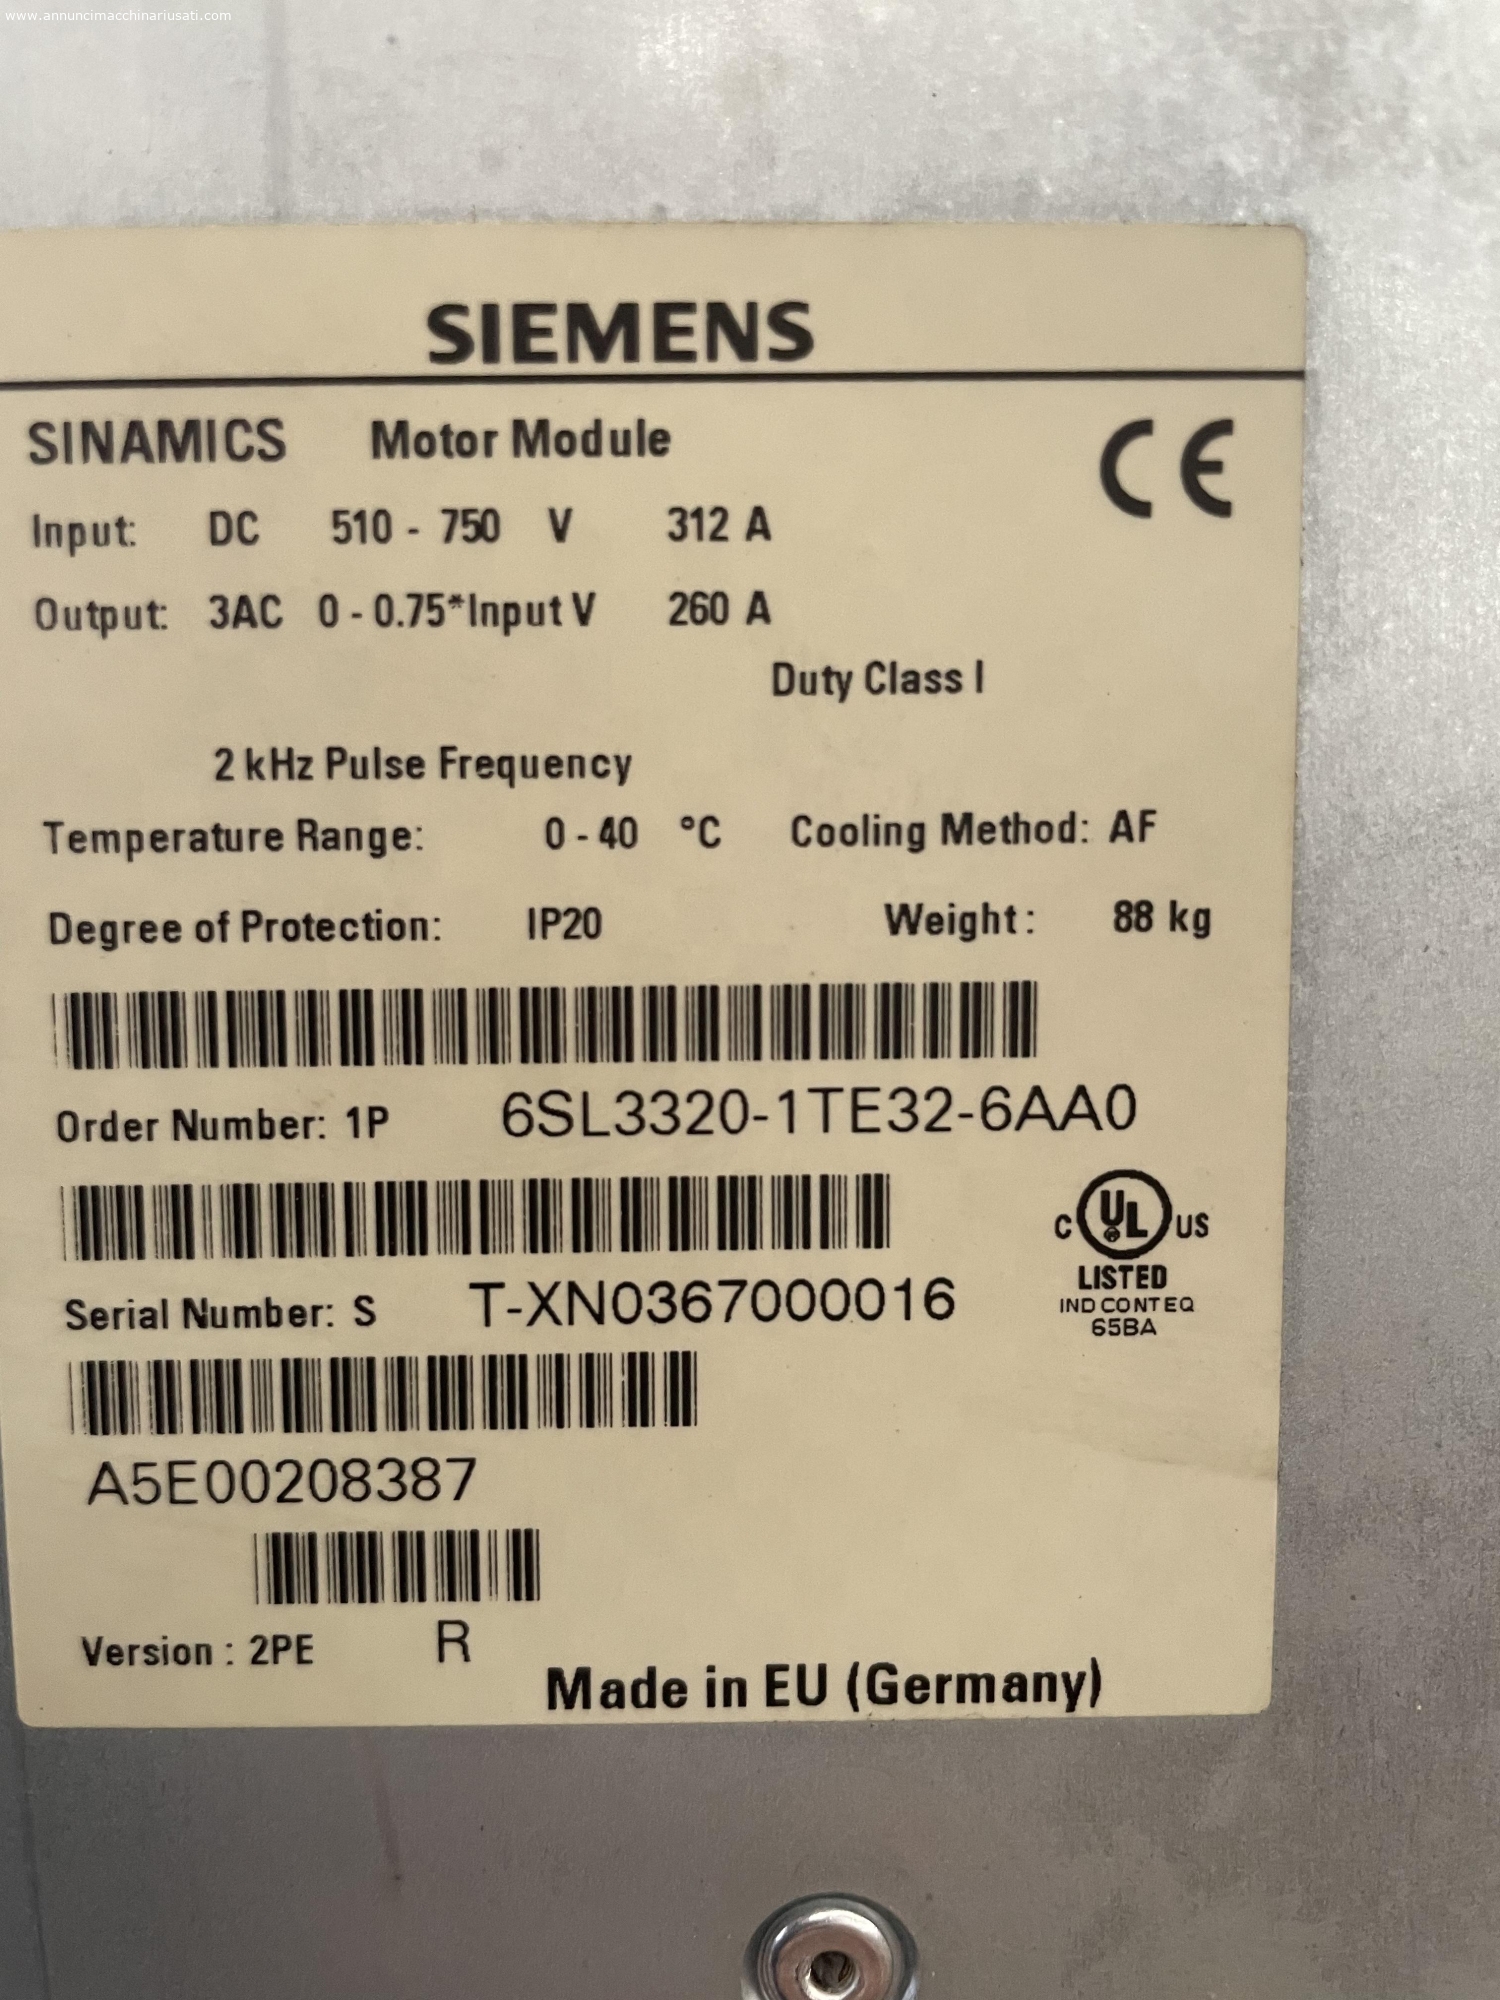 www.annuncimacchinariusati.com
SIEMENS
SINAMICS Motor Module
CE
Input: DC 510 - 750 V 312 A
Output: 3AC 0 - 0.75*Input V 260 A
Duty Class I
2 kHz Pulse Frequency
Temperature Range: 0 - 40 °C Cooling Method: AF
Degree of Protection: IP20 Weight: 88 kg
Order Number: 1P 6SL3320-1TE32-6AA0
C UL US
LISTED
IND CONT EQ
65BA
Serial Number: S T-XN0367000016
A5E00208387
Version : 2PE R
Made in EU (Germany)